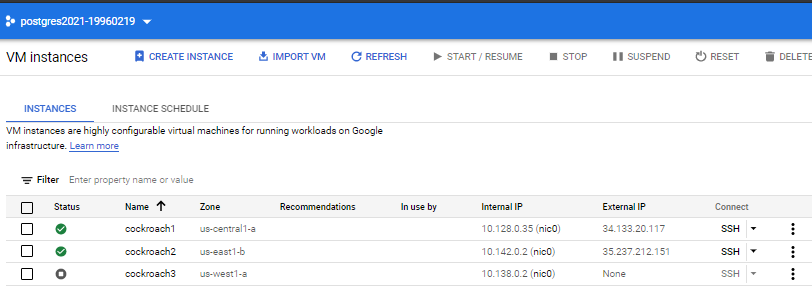 postgres2021-19960219
VM instances CREATE INSTANCE IMPORT VM REFRESH START / RESUME STOP SUSPEND RESET DELETE
INSTANCES INSTANCE SCHEDULE
VM instances are highly configurable virtual machines for running workloads on Google
infrastructure. Learn more
Filter Enter property name or value
Status Name Zone Recommendations In use by Internal IP External IP Connect
cockroach1 us-central1-a 10.128.0.35 (nic0) 34.133.20.117 SSH
cockroach2 us-east1-b 10.142.0.2 (nic0) 35.237.212.151 SSH
cockroach3 us-west1-a 10.138.0.2 (nic0) None SSH